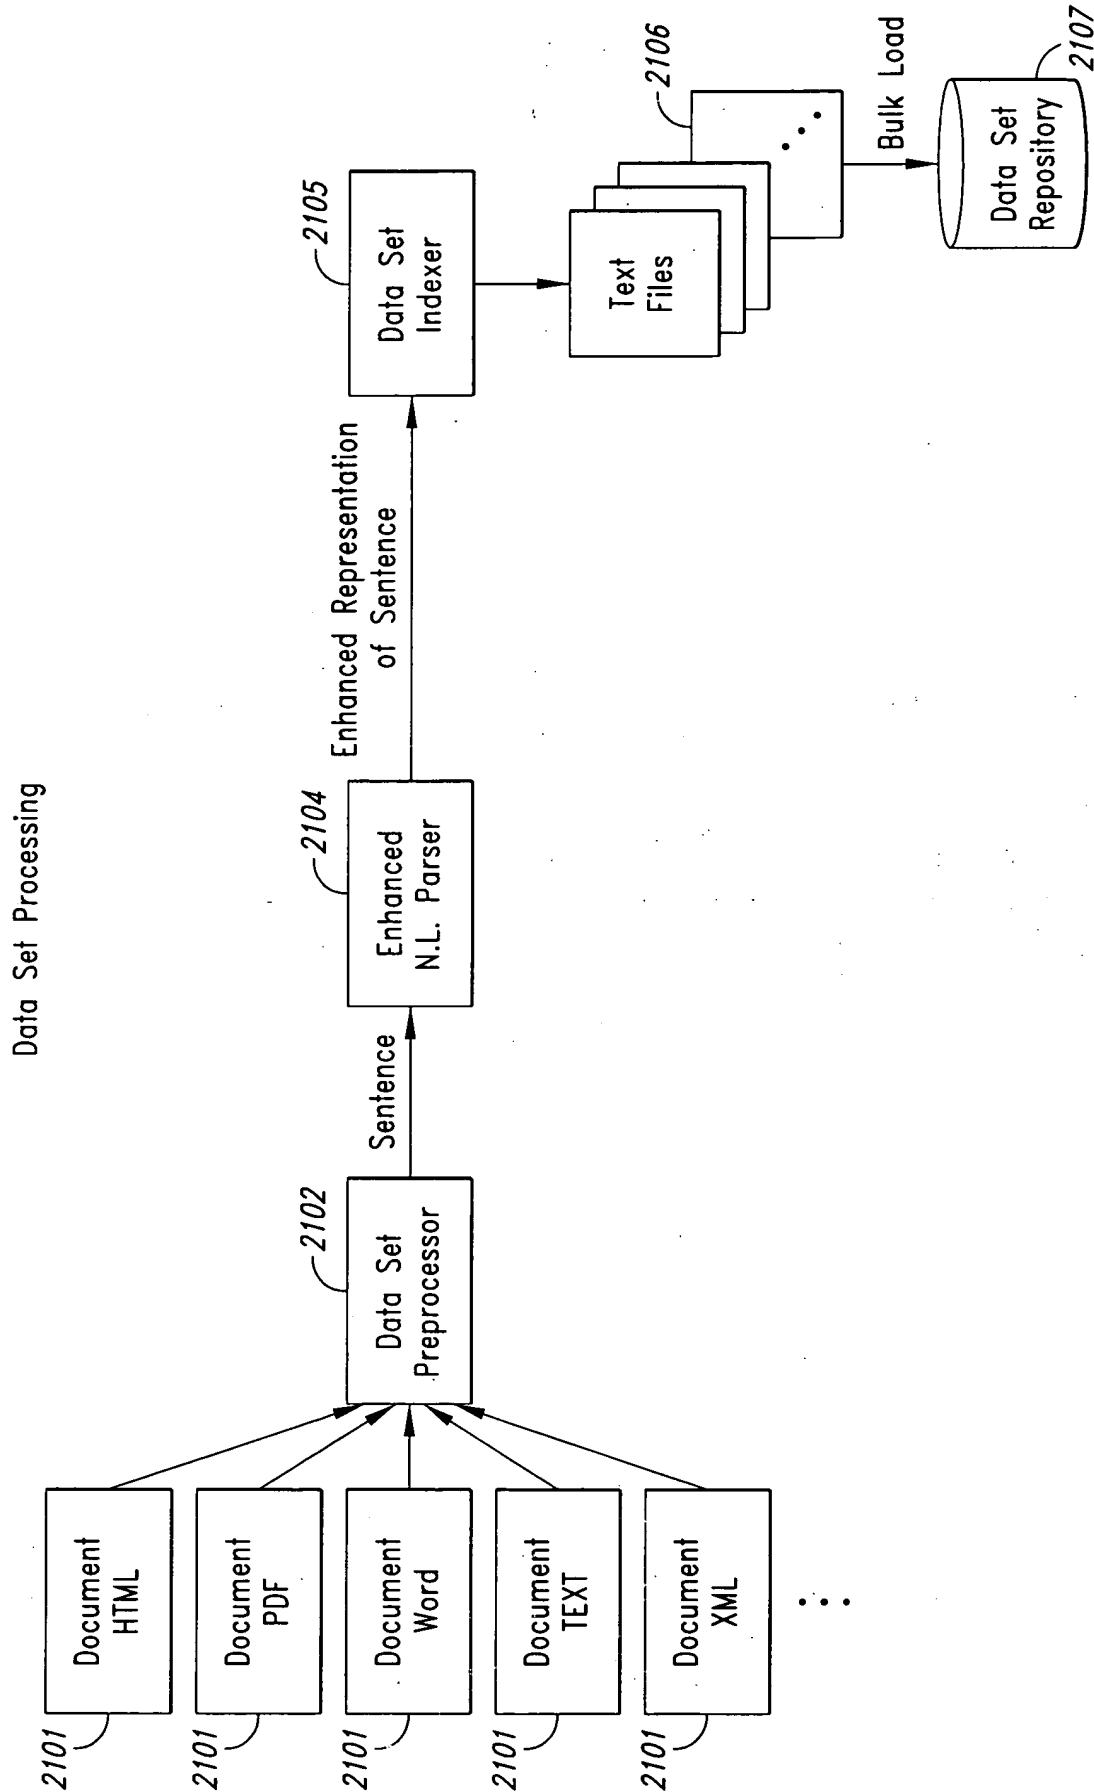 Data Set Processing
2101
Document
HTML
2101
Document
PDF
2101
Document
Word
2101
Document
TEXT
2101
Document
XML
2102
Data Set
Preprocessor
Sentence
2104
Enhanced
N.L. Parser
Enhanced Representation
of Sentence
2105
Data Set
Indexer
Text
Files
2106
Bulk Load
Data Set
Repository
2107